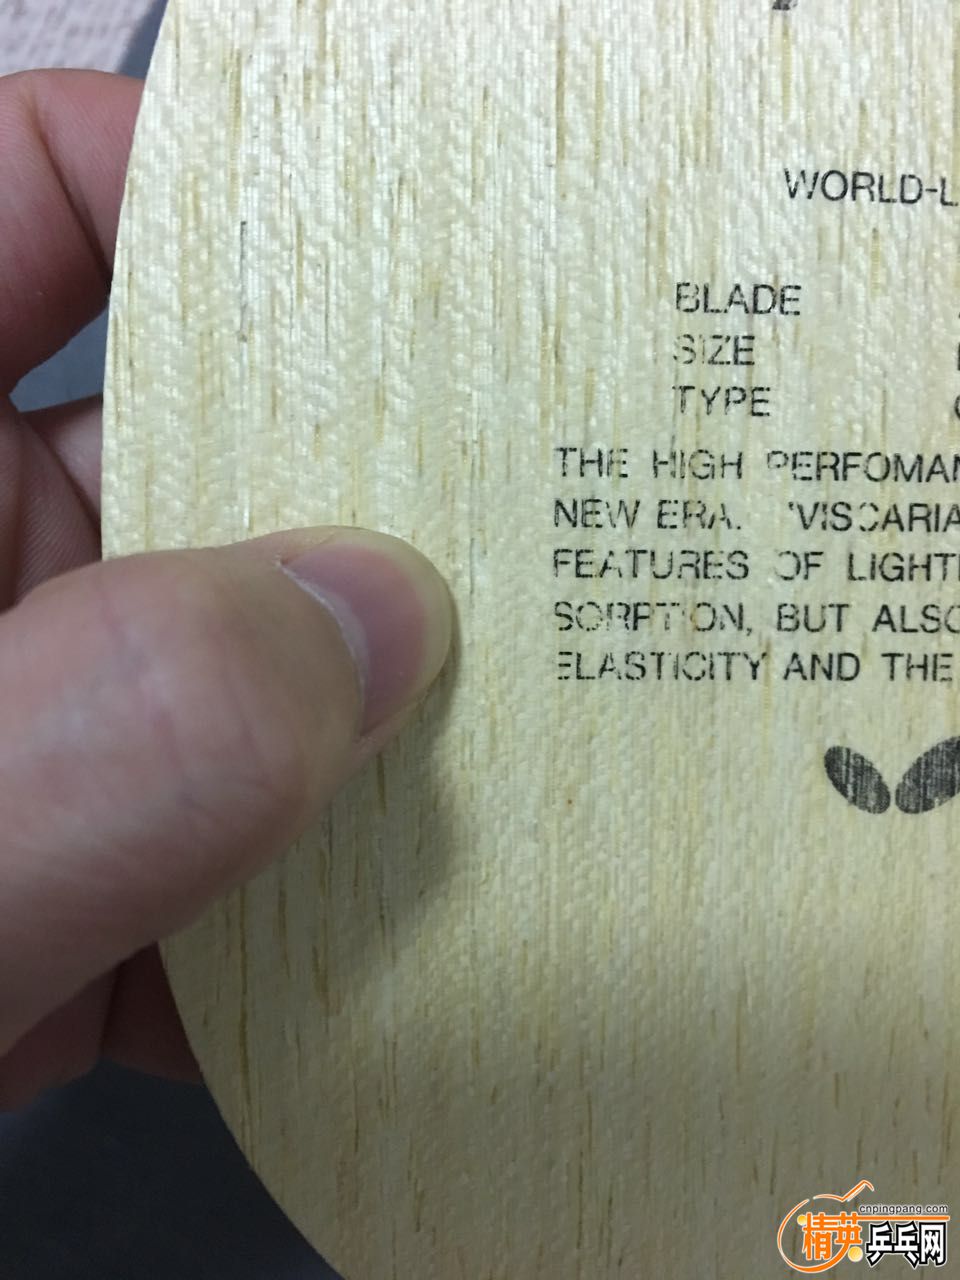 WORLD-L
BLADE
SIZE
TYPE
THE HIGH PERFOMAN
NEW ERA. 'VISCARIA
FEATURES OF LIGHT
SORPTION, BUT ALSO
ELASTICITY AND THE
cnpingpang.com
精英乒乓网